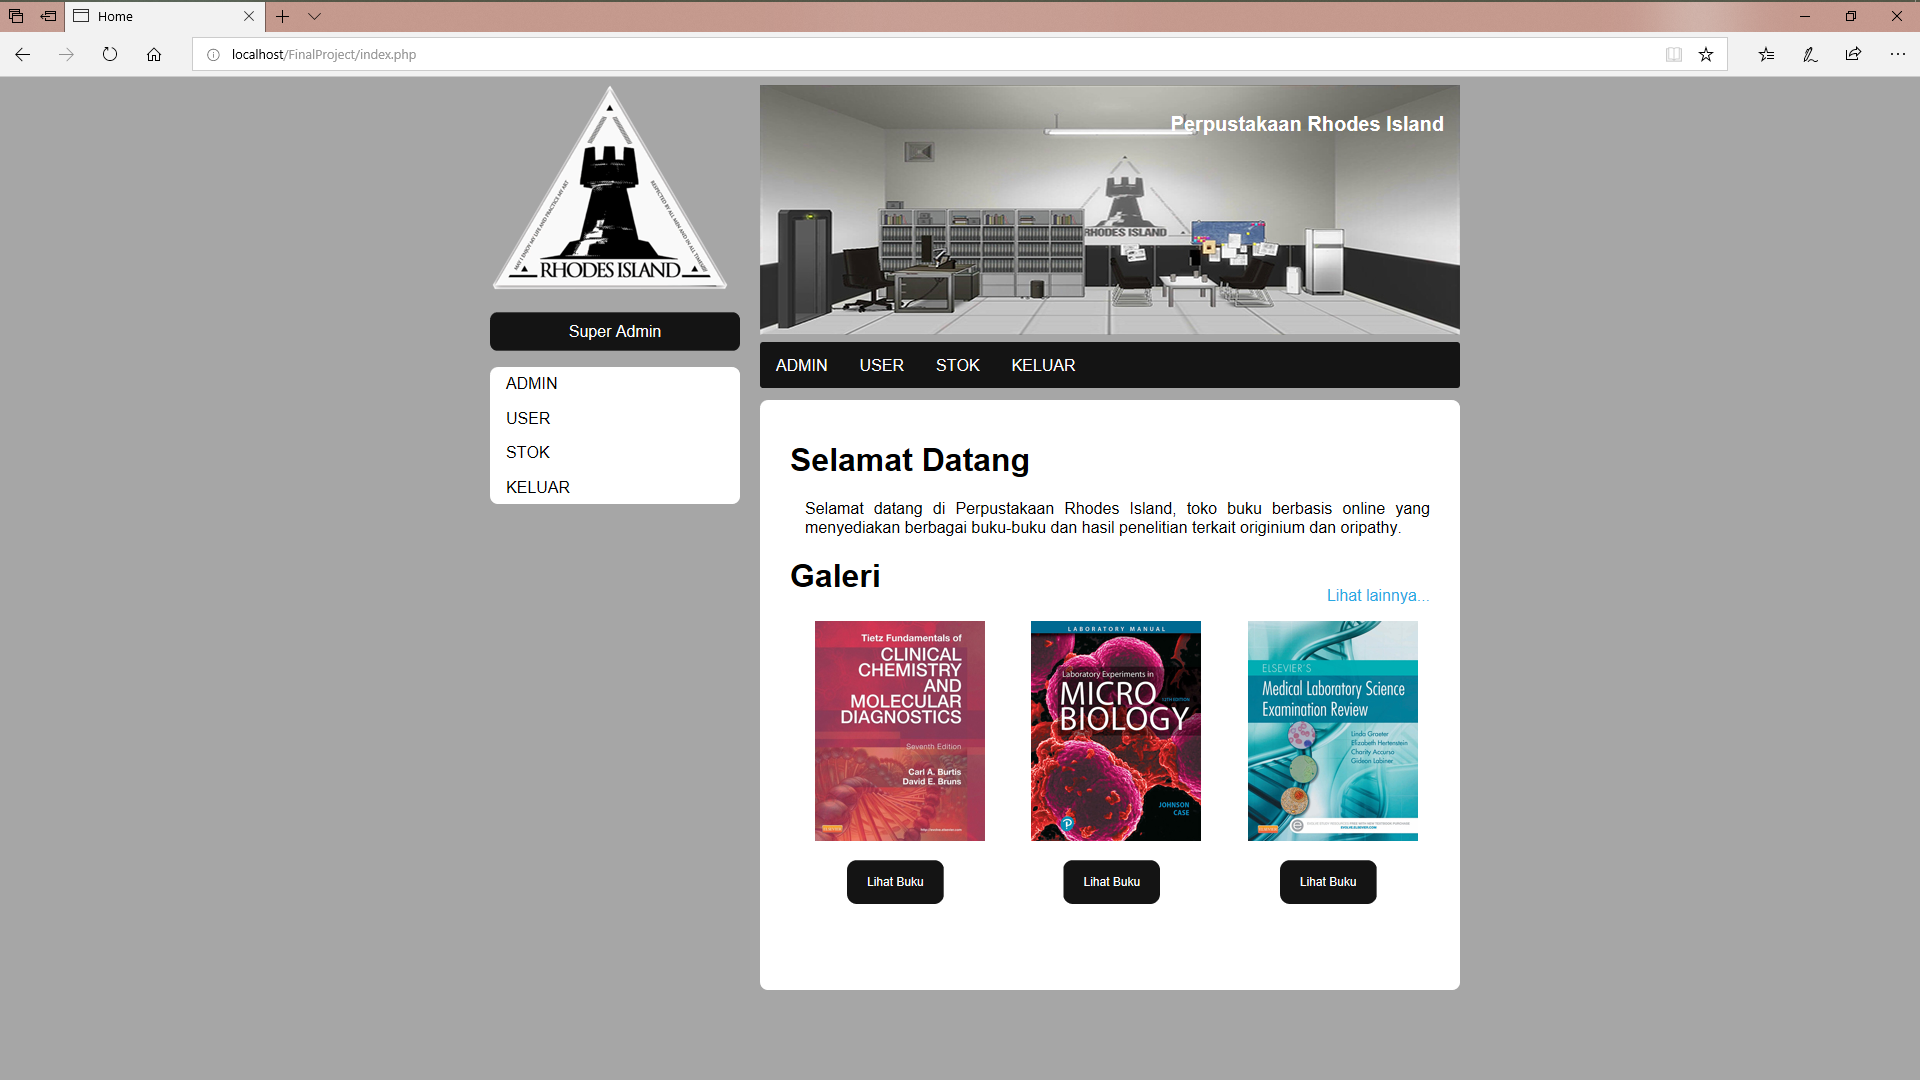 Home
localhost/FinalProject/index.php
RHODES ISLAND
Super Admin
ADMIN
USER
STOK
KELUAR
Perpustakaan Rhodes Island
RHODES ISLAND
ADMIN USER STOK KELUAR
Selamat Datang
Selamat datang di Perpustakaan Rhodes Island, toko buku berbasis online yang
menyediakan berbagai buku-buku dan hasil penelitian terkait originium dan oripathy.
Galeri
Lihat lainnya...
Tietz Fundamentals of
CLINICAL
CHEMISTRY
AND
MOLECULAR
DIAGNOSTICS
Seventh Edition
Carl A. Burtis
David E. Bruns
LABORATORY MANUAL
Laboratory Experiments in
MICRO
BIOLOGY
12TH EDITION
JOHNSON
CASE
ELSEVIER'S
Medical Laboratory Science
Examination Review
Linda Graeter
Elizabeth Hertenstein
Charity Accurso
Gideon Labiner
Lihat Buku
Lihat Buku
Lihat Buku